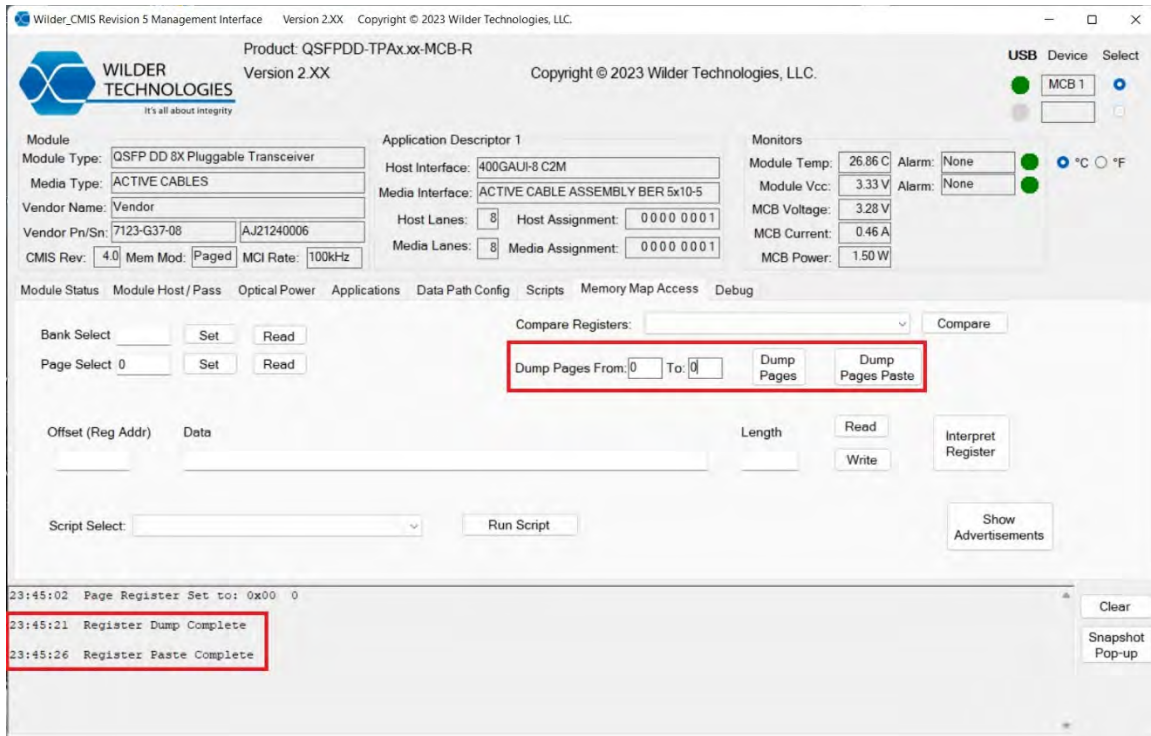 Wilder_CMIS Revision 5 Management Interface Version 2.XX Copyright © 2023 Wilder Technologies, LLC.
WILDER
TECHNOLOGIES
It's all about integrity
Product: QSFPDD-TPAx.xx-MCB-R
Version 2.XX
Copyright © 2023 Wilder Technologies, LLC.
USB Device Select
MCB 1
Module
Module Type: QSFP DD 8X Pluggable Transceiver
Media Type: ACTIVE CABLES
Vendor Name: Vendor
Vendor Pn/Sn: 7123-G37-08 AJ21240006
CMIS Rev: 4.0 Mem Mod: Paged MCI Rate: 100kHz
Application Descriptor 1
Host Interface: 400GAUI-8 C2M
Media Interface: ACTIVE CABLE ASSEMBLY BER 5x10-5
Host Lanes: 8 Host Assignment: 0000 0001
Media Lanes: 8 Media Assignment: 0000 0001
Monitors
Module Temp: 26.86 C Alarm: None °C °F
Module Vcc: 3.33 V Alarm: None
MCB Voltage: 3.28 V
MCB Current: 0.46 A
MCB Power: 1.50 W
Module Status Module Host / Pass Optical Power Applications Data Path Config Scripts Memory Map Access Debug
Bank Select Set Read
Page Select 0 Set Read
Compare Registers: Compare
Dump Pages From: 0 To: 0 Dump Pages Dump Pages Paste
Offset (Reg Addr) Data Length Read
Write
Interpret
Register
Script Select: Run Script
Show
Advertisements
23:45:02 Page Register Set to: 0x00 0
23:45:21 Register Dump Complete
23:45:26 Register Paste Complete
Clear
Snapshot
Pop-up